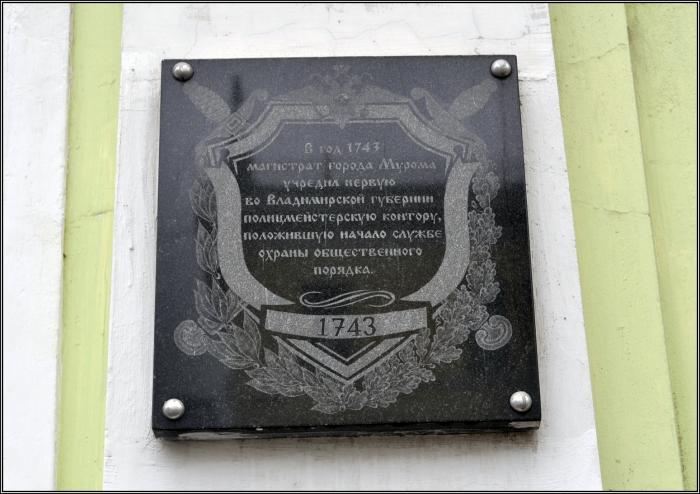 В год 1743
магистрат города Мурома
учредил первую
во Владимирской губернии
полицмейстерскую контору,
положившую начало службе
охраны общественного
порядка.
1743